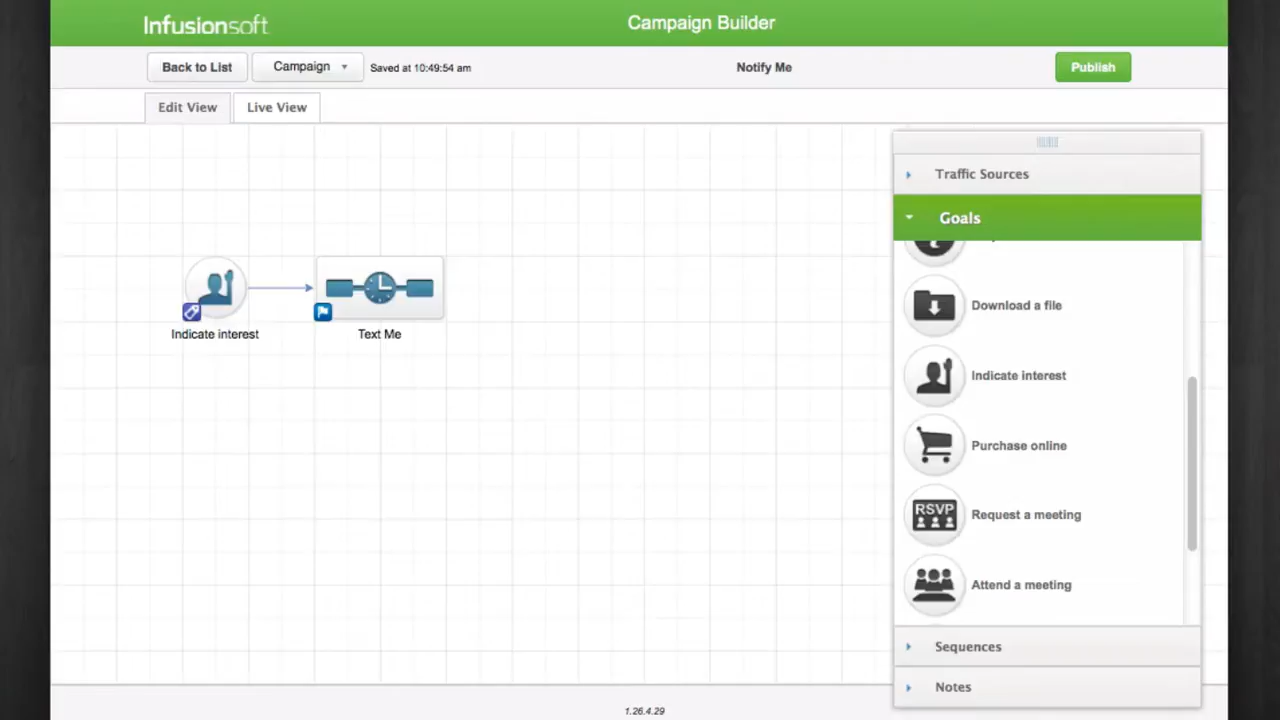 Infusionsoft
Campaign Builder
Back to List
Campaign
Saved at 10:49:54 am
Notify Me
Publish
Edit View
Live View
Traffic Sources
Goals
Download a file
Indicate interest
Purchase online
RSVP
Request a meeting
Attend a meeting
Sequences
Notes
Indicate interest
Text Me
1.26.4.29